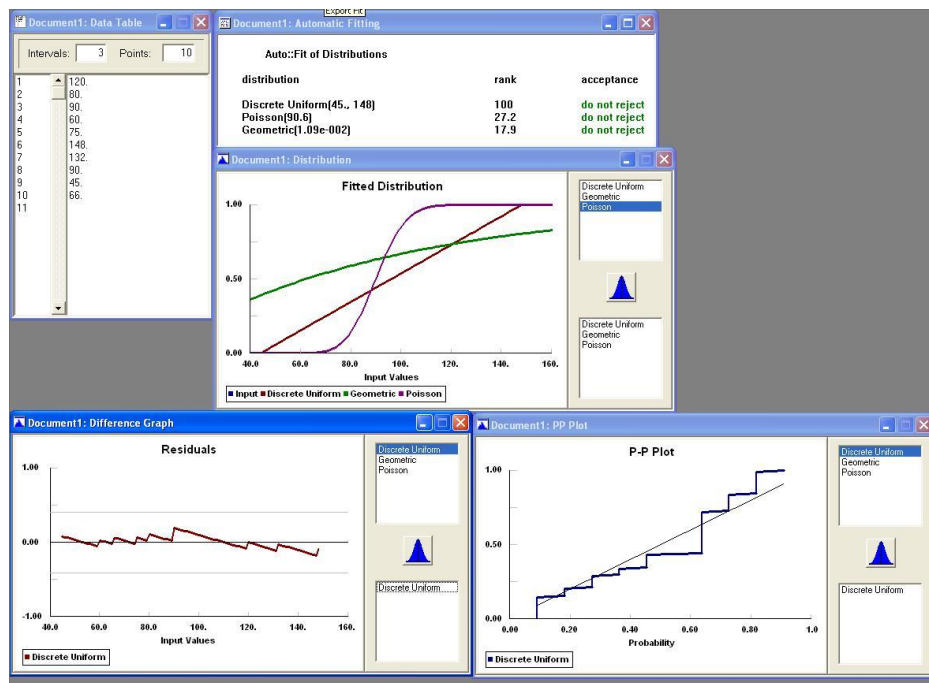 Document1: Data Table
Intervals: 3 Points: 10
1 120.
2 80.
3 90.
4 60.
5 75.
6 148.
7 132.
8 90.
9 45.
10 66.
11
Export Fit
Document1: Automatic Fitting
Auto::Fit of Distributions
distribution rank acceptance
Discrete Uniform(45., 148) 100 do not reject
Poisson(90.6) 27.2 do not reject
Geometric(1.09e-002) 17.9 do not reject
Document1: Distribution
Fitted Distribution
1.00
0.50
0.00
40.0 60.0 80.0 100. 120. 140. 160.
Input Values
Input Discrete Uniform Geometric Poisson
Discrete Uniform
Geometric
Poisson
Discrete Uniform
Geometric
Poisson
Document1: Difference Graph
Residuals
1.00
0.00
-1.00
40.0 60.0 80.0 100. 120. 140. 160.
Input Values
Discrete Uniform
Discrete Uniform
Geometric
Poisson
Discrete Uniform
Document1: PP Plot
P-P Plot
1.00
0.50
0.00
0.00 0.20 0.40 0.60 0.80 1.0
Probability
Discrete Uniform
Discrete Uniform
Geometric
Poisson
Discrete Uniform